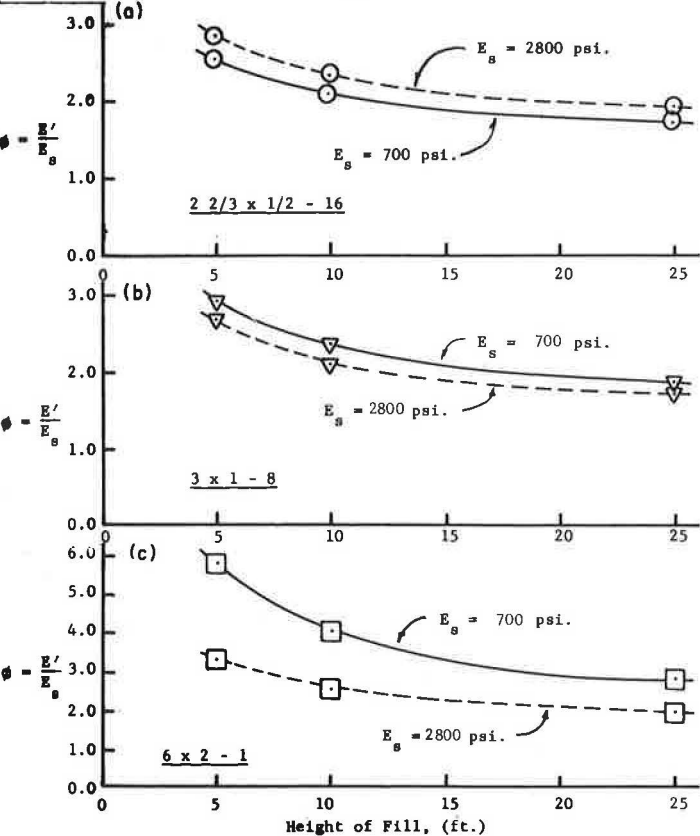 (a)
3.0
E_s = 2800 psi.
2.0
ϕ = E'/E_s
E_s = 700 psi.
1.0
2 2/3 x 1/2 - 16
0.0
0 5 10 15 20 25
(b)
3.0
E_s = 700 psi.
2.0
E_s = 2800 psi.
ϕ = E'/E_s
1.0
3 x 1 - 8
0.0
0 5 10 15 20 25
6.0 (c)
5.0
E_s = 700 psi.
4.0
3.0
ϕ = E'/E_s
2.0
E_s = 2800 psi.
1.0
6 x 2 - 1
0.0
0 5 10 15 20 25
Height of Fill, (ft.)